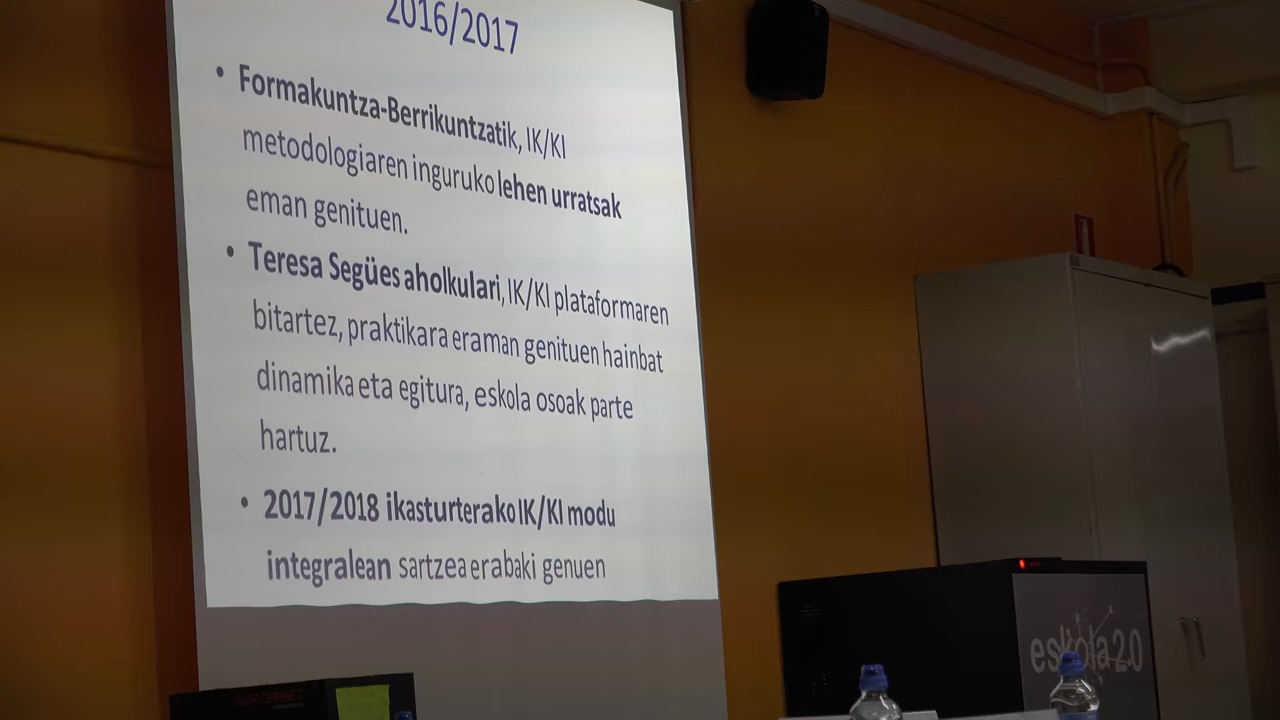 2016/2017
• Formakuntza-Berrikuntzatik, IK/KI
metodologiaren inguruko lehen urratsak
eman genituen.
• Teresa Segües aholkulari, IK/KI plataformaren
bitartez, praktikara eraman genituen hainbat
dinamika eta egitura, eskola osoak parte
hartuz.
• 2017/2018 ikasturterako IK/KI modu
integralean sartzea erabaki genuen
eskola 2.0